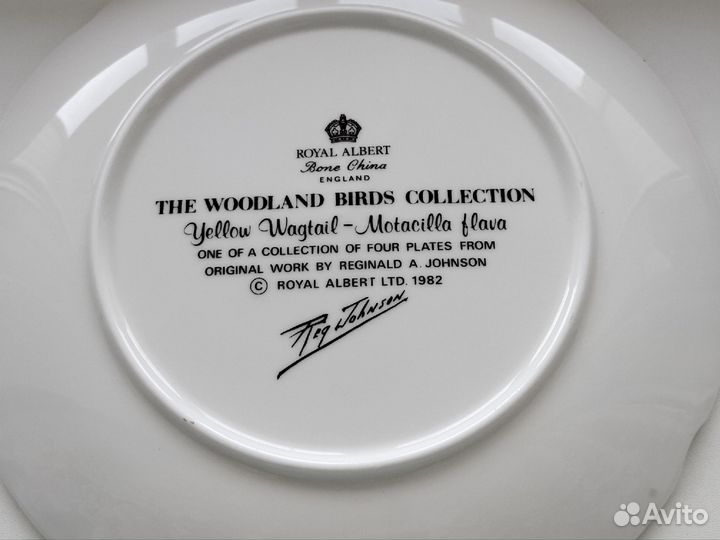 ROYAL ALBERT
Bone China
ENGLAND
THE WOODLAND BIRDS COLLECTION
Yellow Wagtail - Motacilla flava
ONE OF A COLLECTION OF FOUR PLATES FROM
ORIGINAL WORK BY REGINALD A. JOHNSON
© ROYAL ALBERT LTD. 1982
Reg Johnson
Avito